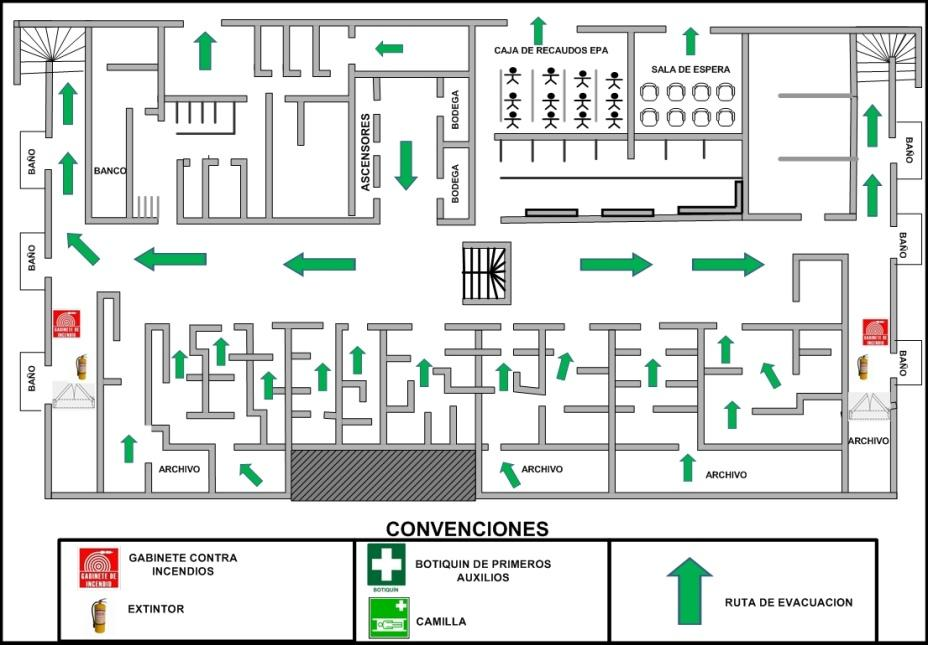 CAJA DE RECAUDOS EPA
SALA DE ESPERA
BAÑO
BANCO
ASCENSORES
BODEGA
BODEGA
BAÑO
BAÑO
BAÑO
GABINETE DE
INCENDIO
GABINETE DE
INCENDIO
BAÑO
BAÑO
ARCHIVO
ARCHIVO
ARCHIVO
ARCHIVO
CONVENCIONES
GABINETE DE
INCENDIO
GABINETE CONTRA
INCENDIOS
EXTINTOR
BOTIQUIN
BOTIQUIN DE PRIMEROS
AUXILIOS
CAMILLA
RUTA DE EVACUACION